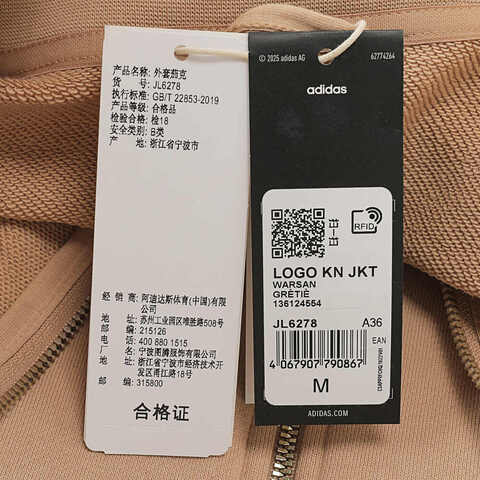 产品名称: 外套茄克
货 号: JL6278
执行标准: GB/T 22853-2019
产品等级: 合格品
检验合格: 检18
安全类别: B类
产 地: 浙江省宁波市
经 销 商: 阿迪达斯体育(中国)有限
公司
地 址: 苏州工业园区唯胜路508号
邮 编: 215126
电 话: 400 880 1515
制 造 厂: 宁波图腾服饰有限公司
厂 址: 浙江省宁波市经济技术开
发区黄山路18号
邮 编: 315800
合格证
© 2025 adidas AG
62774264
adidas
RFID
LOGO KN JKT
WARSAN
GRÈTIÈ
136124554
JL6278 A36
EAN
4 067907 790867
M
ADIDAS.COM